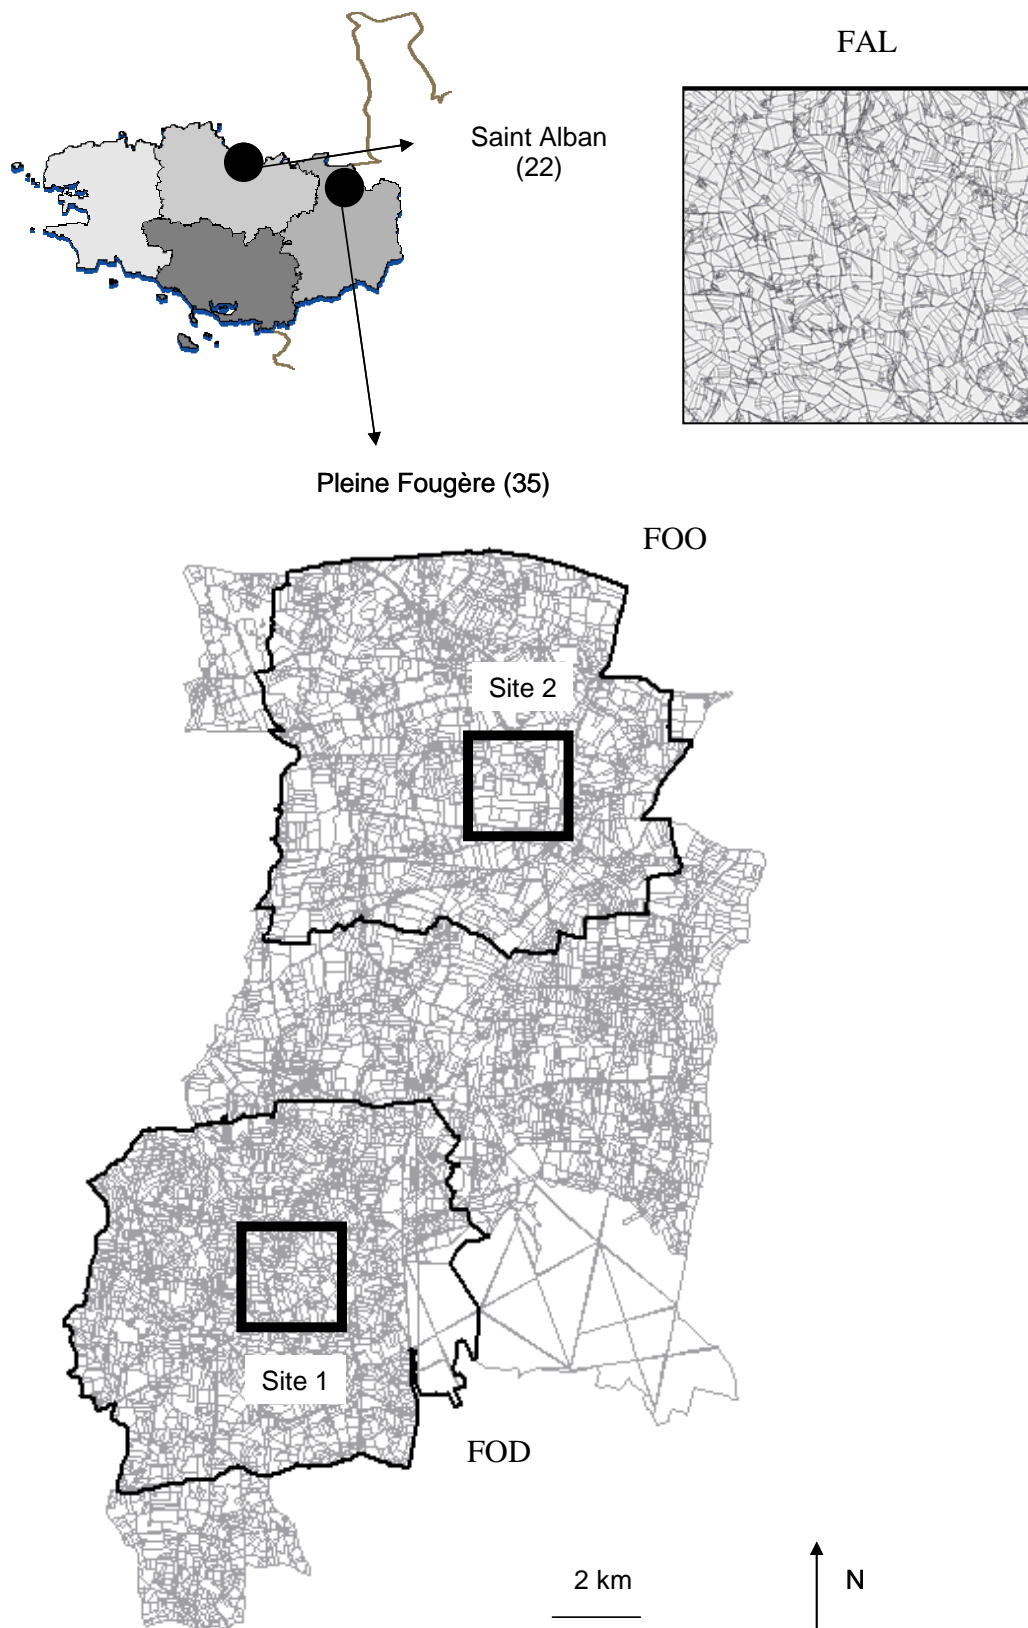 FAL
Saint Alban
(22)
Pleine Fougère (35)
FOO
Site 2
Site 1
FOD
2 km
N